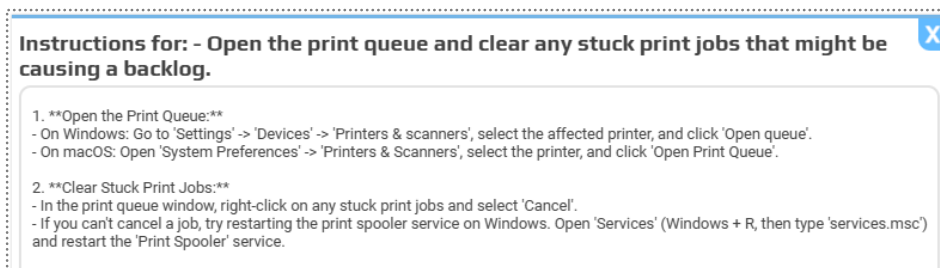 Instructions for: - Open the print queue and clear any stuck print jobs that might be
causing a backlog.
X
1. **Open the Print Queue:**
- On Windows: Go to 'Settings' -> 'Devices' -> 'Printers & scanners', select the affected printer, and click 'Open queue'.
- On macOS: Open 'System Preferences' -> 'Printers & Scanners', select the printer, and click 'Open Print Queue'.
2. **Clear Stuck Print Jobs:**
- In the print queue window, right-click on any stuck print jobs and select 'Cancel'.
- If you can't cancel a job, try restarting the print spooler service on Windows. Open 'Services' (Windows + R, then type 'services.msc')
and restart the 'Print Spooler' service.